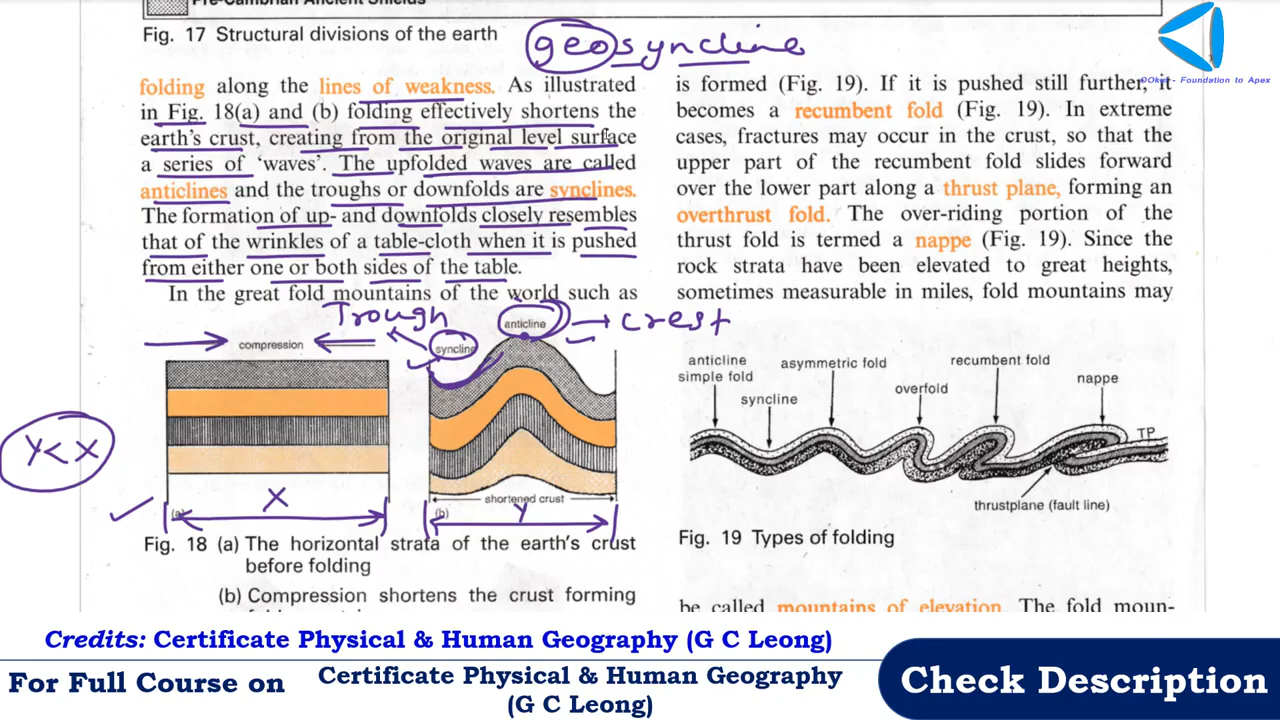 Pre-Cambrian Ancient Shields
Fig. 17 Structural divisions of the earth
geosyncline
OOkul - Foundation to Apex
folding along the lines of weakness. As illustrated
in Fig. 18(a) and (b) folding effectively shortens the
earth's crust, creating from the original level surface
a series of 'waves'. The upfolded waves are called
anticlines and the troughs or downfolds are synclines.
The formation of up- and downfolds closely resembles
that of the wrinkles of a table-cloth when it is pushed
from either one or both sides of the table.
In the great fold mountains of the world such as
Trough
anticline
crest
compression
syncline
Y < X
X
(a)
shortened crust
(b)
Y
Fig. 18 (a) The horizontal strata of the earth's crust
before folding
(b) Compression shortens the crust forming
is formed (Fig. 19). If it is pushed still further, it
becomes a recumbent fold (Fig. 19). In extreme
cases, fractures may occur in the crust, so that the
upper part of the recumbent fold slides forward
over the lower part along a thrust plane, forming an
overthrust fold. The over-riding portion of the
thrust fold is termed a nappe (Fig. 19). Since the
rock strata have been elevated to great heights,
sometimes measurable in miles, fold mountains may
anticline
simple fold
syncline
asymmetric fold
overfold
recumbent fold
nappe
TP
thrustplane (fault line)
Fig. 19 Types of folding
be called mountains of elevation. The fold moun-
Credits: Certificate Physical & Human Geography (G C Leong)
For Full Course on
Certificate Physical & Human Geography
(G C Leong)
Check Description